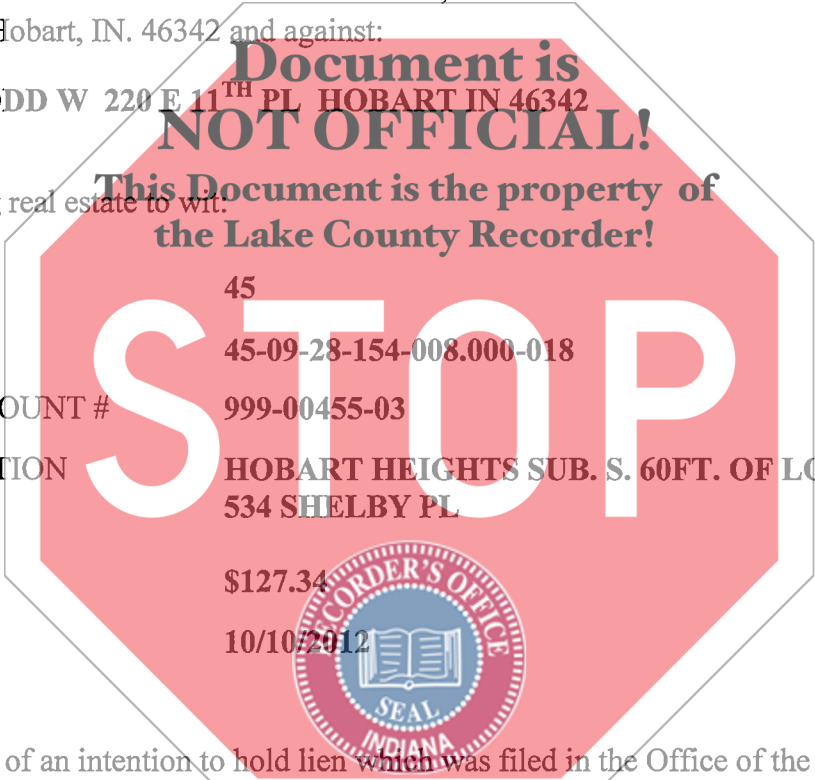 Hobart, IN. 46342 and against:
Document is
DD W 220 E 11TH PL HOBART IN 46342
NOT OFFICIAL!
This Document is the property of
real estate to wit:
the Lake County Recorder!
45
45-09-28-154-008.000-018
STOP
OUNT # 999-00455-03
TION HOBART HEIGHTS SUB. S. 60FT. OF LO
534 SHELBY PL
$127.34
10/10/2012
RECORDER'S OFFICE
SEAL
INDIANA
of an intention to hold lien which was filed in the Office of the